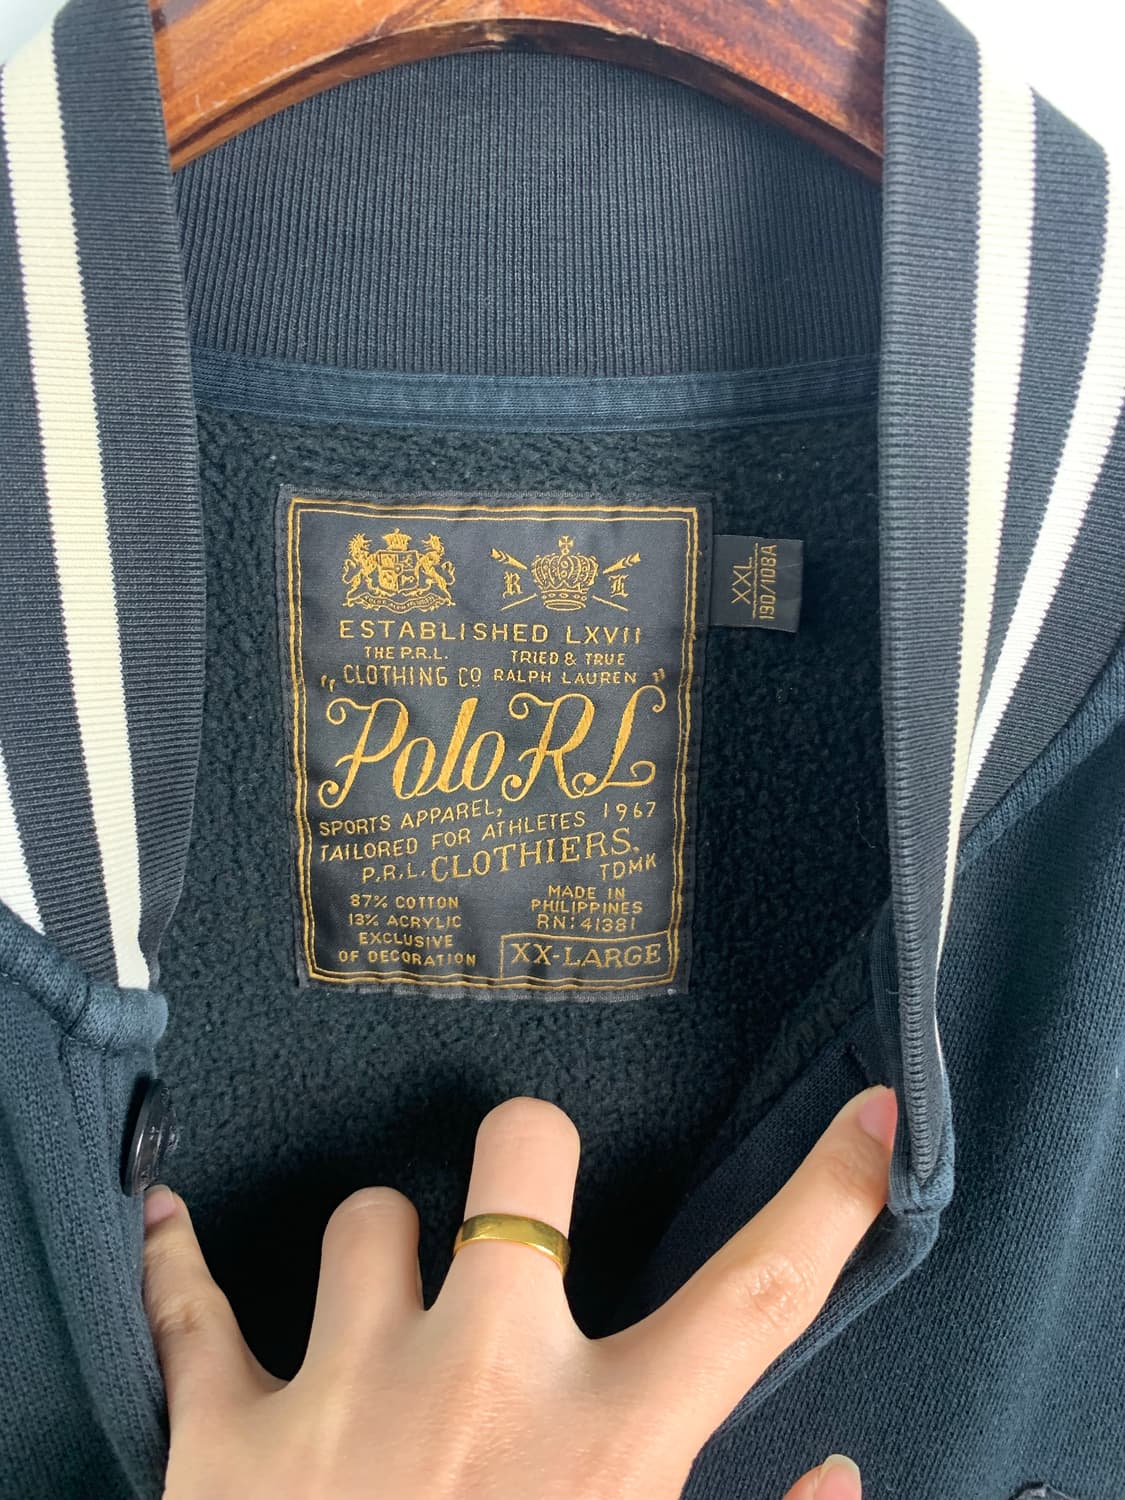 R L
ESTABLISHED LXVII
THE P.R.L. TRIED & TRUE
"CLOTHING CO RALPH LAUREN"
Polo RL
SPORTS APPAREL, 1967
TAILORED FOR ATHLETES
P.R.L. CLOTHIERS. TDMK
87% COTTON
13% ACRYLIC
EXCLUSIVE
OF DECORATION
MADE IN
PHILIPPINES
RN:41381
XX-LARGE
XXL
190/108A